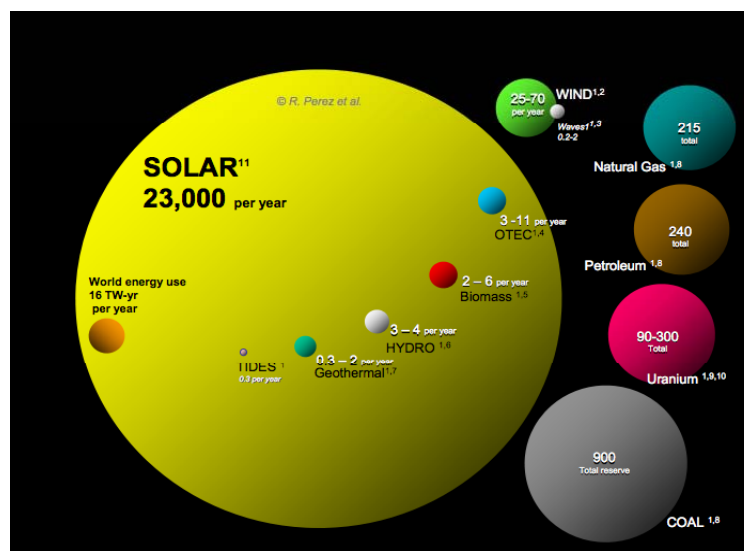 © R. Perez et al.
SOLAR11
23,000 per year
World energy use
16 TW-yr
per year
TIDES 1
0.3 per year
0.3 – 2 per year
Geothermal1,7
3 – 4 per year
HYDRO 1,6
2 – 6 per year
Biomass 1,5
3 -11 per year
OTEC1,4
25-70
per year
WIND1,2
Waves11,3
0.2-2
215
total
Natural Gas 1,8
240
total
Petroleum 1,8
90-300
Total
Uranium 1,9,10
900
Total reserve
COAL 1,8